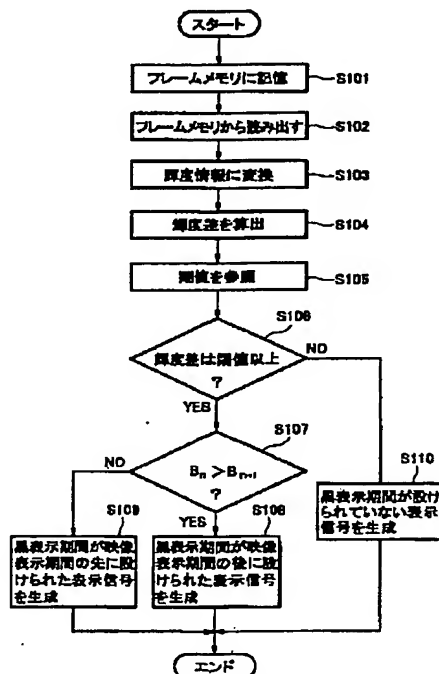 スタート
フレームメモリに記憶
S101
フレームメモリから読み出す
S102
輝度情報に変換
S103
輝度差を算出
S104
閾値を参照
S105
S106
輝度差は閾値以上
?
NO
YES
S107
Bn > Bn-1
?
NO
YES
S110
黒表示期間が設け
られていない表示
信号を生成
S109
黒表示期間が映像
表示期間の先に設
けられた表示信号
を生成
S108
黒表示期間が映像
表示期間の後に設
けられた表示信号
を生成
エンド